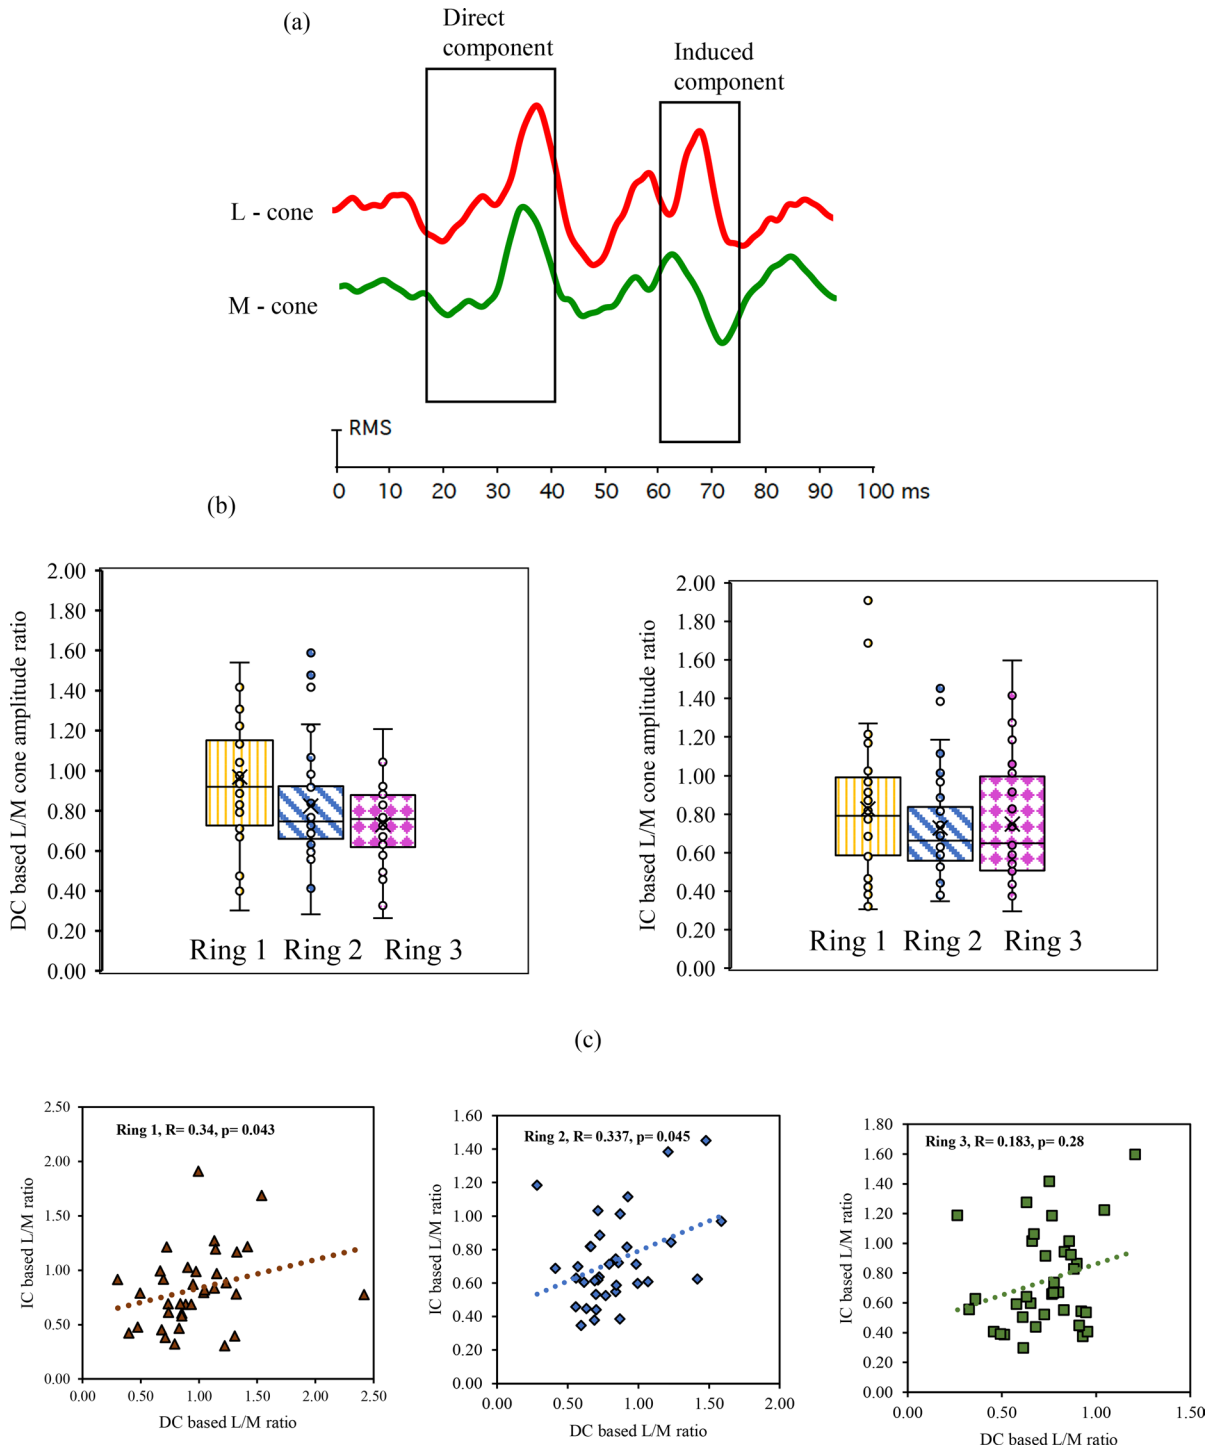 (a)
Direct
component
Induced
component
L - cone
M - cone
RMS
0 10 20 30 40 50 60 70 80 90 100 ms
(b)
DC based L/M cone amplitude ratio
2.00
1.80
1.60
1.40
1.20
1.00
0.80
0.60
0.40
0.20
0.00
Ring 1 Ring 2 Ring 3
IC based L/M cone amplitude ratio
2.00
1.80
1.60
1.40
1.20
1.00
0.80
0.60
0.40
0.20
0.00
Ring 1 Ring 2 Ring 3
(c)
Ring 1, R= 0.34, p= 0.043
IC based L/M ratio
2.50
2.00
1.50
1.00
0.50
0.00
0.00 0.50 1.00 1.50 2.00 2.50
DC based L/M ratio
Ring 2, R= 0.337, p= 0.045
IC based L/M ratio
1.60
1.40
1.20
1.00
0.80
0.60
0.40
0.20
0.00
0.00 0.50 1.00 1.50 2.00
DC based L/M ratio
Ring 3, R= 0.183, p= 0.28
IC based L/M ratio
1.80
1.60
1.40
1.20
1.00
0.80
0.60
0.40
0.20
0.00
0.00 0.50 1.00 1.50
DC based L/M ratio